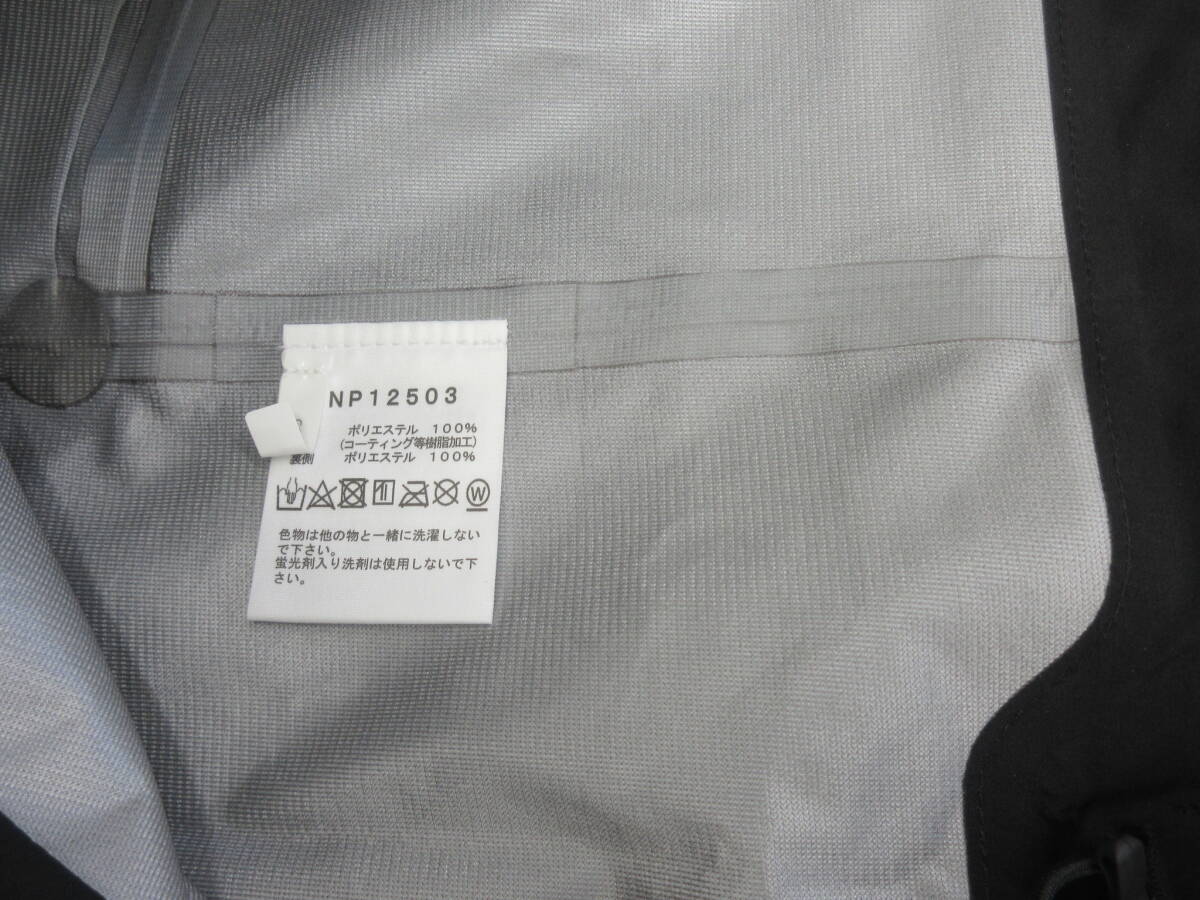 NP12503
ポリエステル 100%
(コーティング等樹脂加工)
裏側 ポリエステル 100%
W
色物は他の物と一緒に洗濯しない
で下さい。
蛍光剤入り洗剤は使用しないで下
さい。